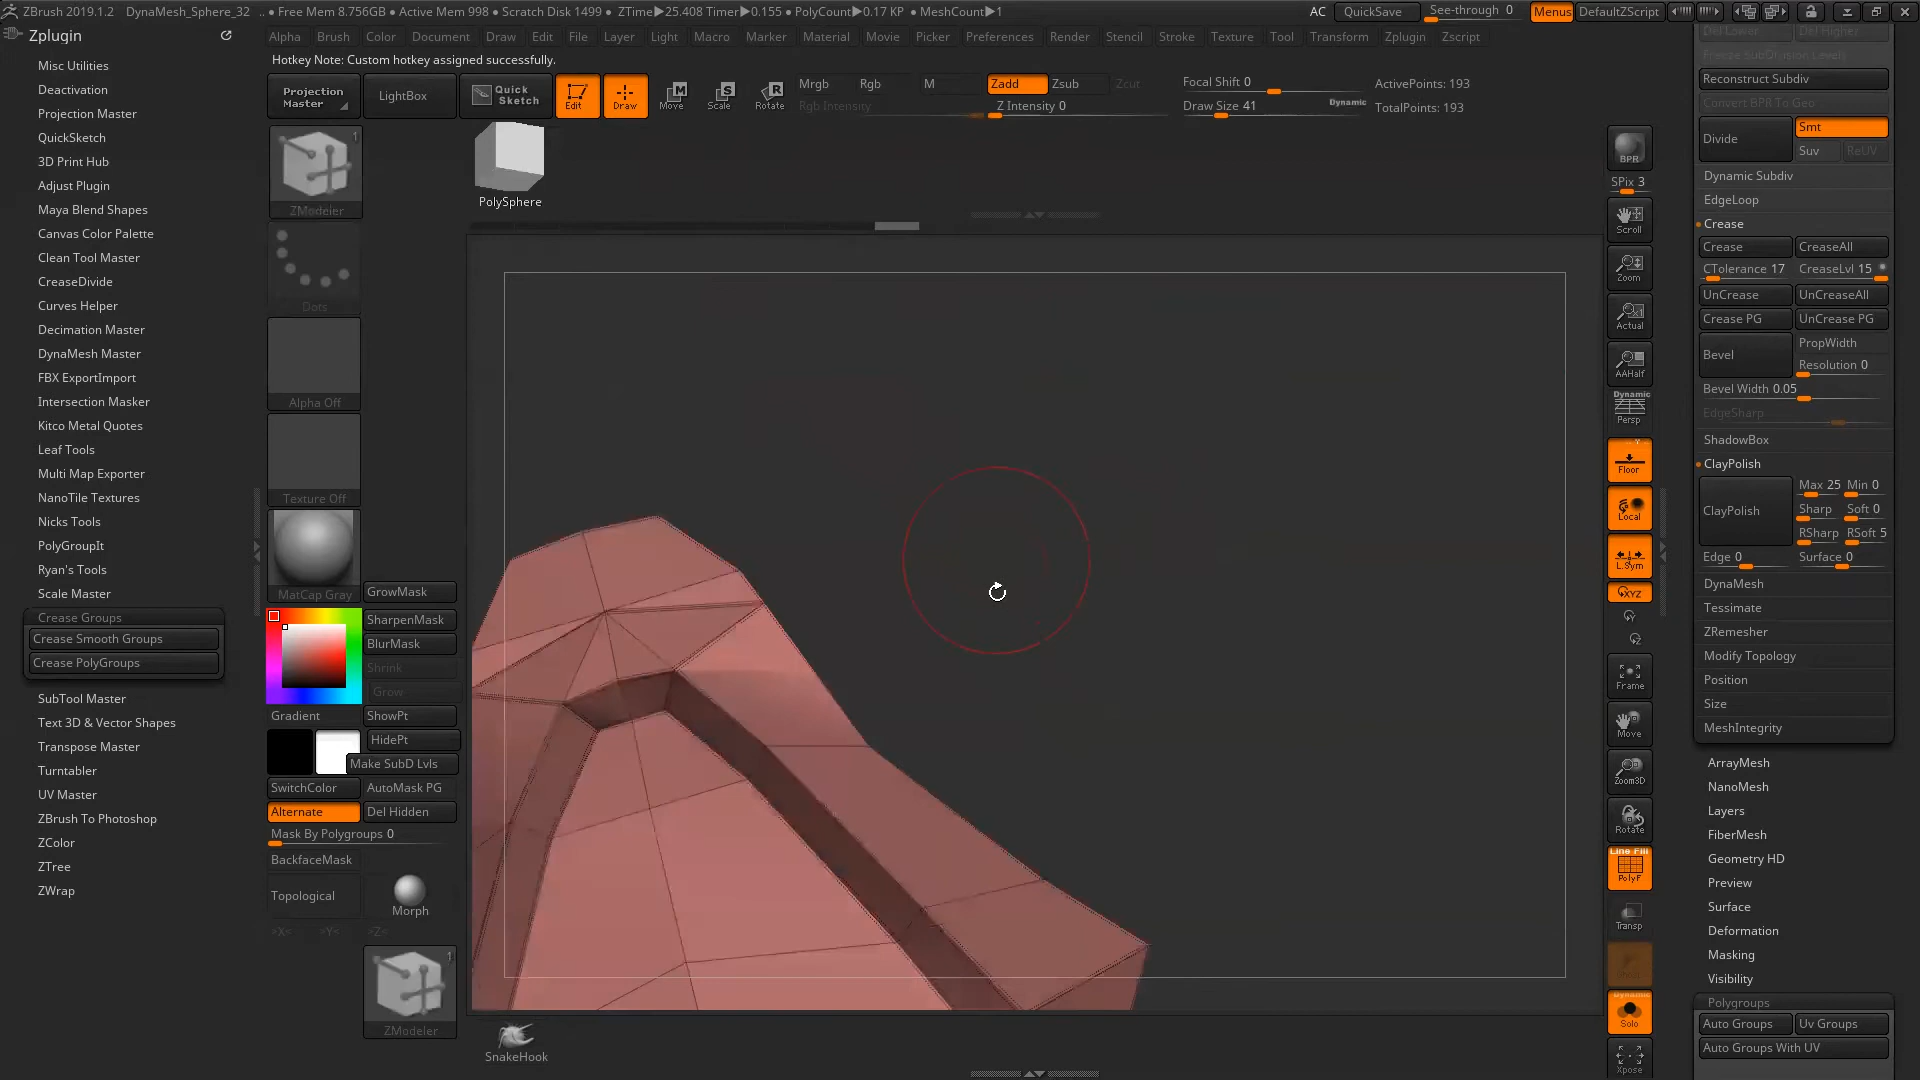 ZBrush 2019.1.2 DynaMesh_Sphere_32 .. • Free Mem 8.756GB • Active Mem 998 • Scratch Disk 1499 • ZTime▶25.408 Timer▶0.155 • PolyCount▶0.17 KP • MeshCount▶1 AC QuickSave See-through 0 Menus DefaultZScript
Zplugin
Alpha Brush Color Document Draw Edit File Layer Light Macro Marker Material Movie Picker Preferences Render Stencil Stroke Texture Tool Transform Zplugin Zscript
Hotkey Note: Custom hotkey assigned successfully.
Projection Master
LightBox
Quick Sketch
Edit
Draw
Move
Scale
Rotate
Mrgb Rgb M Zadd Zsub Zcut
Rgb Intensity Z Intensity 0
Focal Shift 0
Draw Size 41 Dynamic
ActivePoints: 193
TotalPoints: 193
Misc Utilities
Deactivation
Projection Master
QuickSketch
3D Print Hub
Adjust Plugin
Maya Blend Shapes
Canvas Color Palette
Clean Tool Master
CreaseDivide
Curves Helper
Decimation Master
DynaMesh Master
FBX ExportImport
Intersection Masker
Kitco Metal Quotes
Leaf Tools
Multi Map Exporter
NanoTile Textures
Nicks Tools
PolyGroupIt
Ryan's Tools
Scale Master
Crease Groups
Crease Smooth Groups
Crease PolyGroups
SubTool Master
Text 3D & Vector Shapes
Transpose Master
Turntabler
UV Master
ZBrush To Photoshop
ZColor
ZTree
ZWrap
1
ZModeler
Dots
Alpha Off
Texture Off
MatCap Gray
Gradient
SwitchColor
Alternate
Mask By Polygroups 0
BackfaceMask
Topological
>X< >Y< >Z<
GrowMask
SharpenMask
BlurMask
Shrink
Grow
ShowPt
HidePt
Make SubD Lvls
AutoMask PG
Del Hidden
Morph
1
ZModeler
PolySphere
SnakeHook
BPR
SPix 3
Scroll
Zoom
Actual
AAHalf
Dynamic
Persp
Floor
Local
L.Sym
XYZ
Frame
Move
Zoom3D
Rotate
Line Fill
PolyF
Transp
Dynamic
Solo
Xpose
Del Lower Del Higher
Freeze SubDivision Levels
Reconstruct Subdiv
Convert BPR To Geo
Divide
Smt
Suv ReUV
Dynamic Subdiv
EdgeLoop
Crease
Crease CreaseAll
CTolerance 17 CreaseLvl 15
UnCrease UnCreaseAll
Crease PG UnCrease PG
Bevel
PropWidth
Resolution 0
Bevel Width 0.05
EdgeSharp
ShadowBox
ClayPolish
ClayPolish
Max 25 Min 0
Sharp Soft 0
RSharp RSoft 5
Edge 0 Surface 0
DynaMesh
Tessimate
ZRemesher
Modify Topology
Position
Size
MeshIntegrity
ArrayMesh
NanoMesh
Layers
FiberMesh
Geometry HD
Preview
Surface
Deformation
Masking
Visibility
Polygroups
Auto Groups Uv Groups
Auto Groups With UV